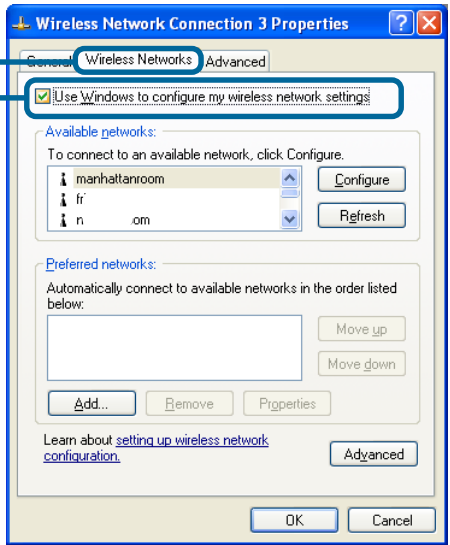 Wireless Network Connection 3 Properties
General Wireless Networks Advanced
Use Windows to configure my wireless network settings
Available networks:
To connect to an available network, click Configure.
manhattanroom
Configure
Refresh
Preferred networks:
Automatically connect to available networks in the order listed
below:
Move up
Move down
Add... Remove Properties
Learn about setting up wireless network
configuration.
Advanced
OK Cancel